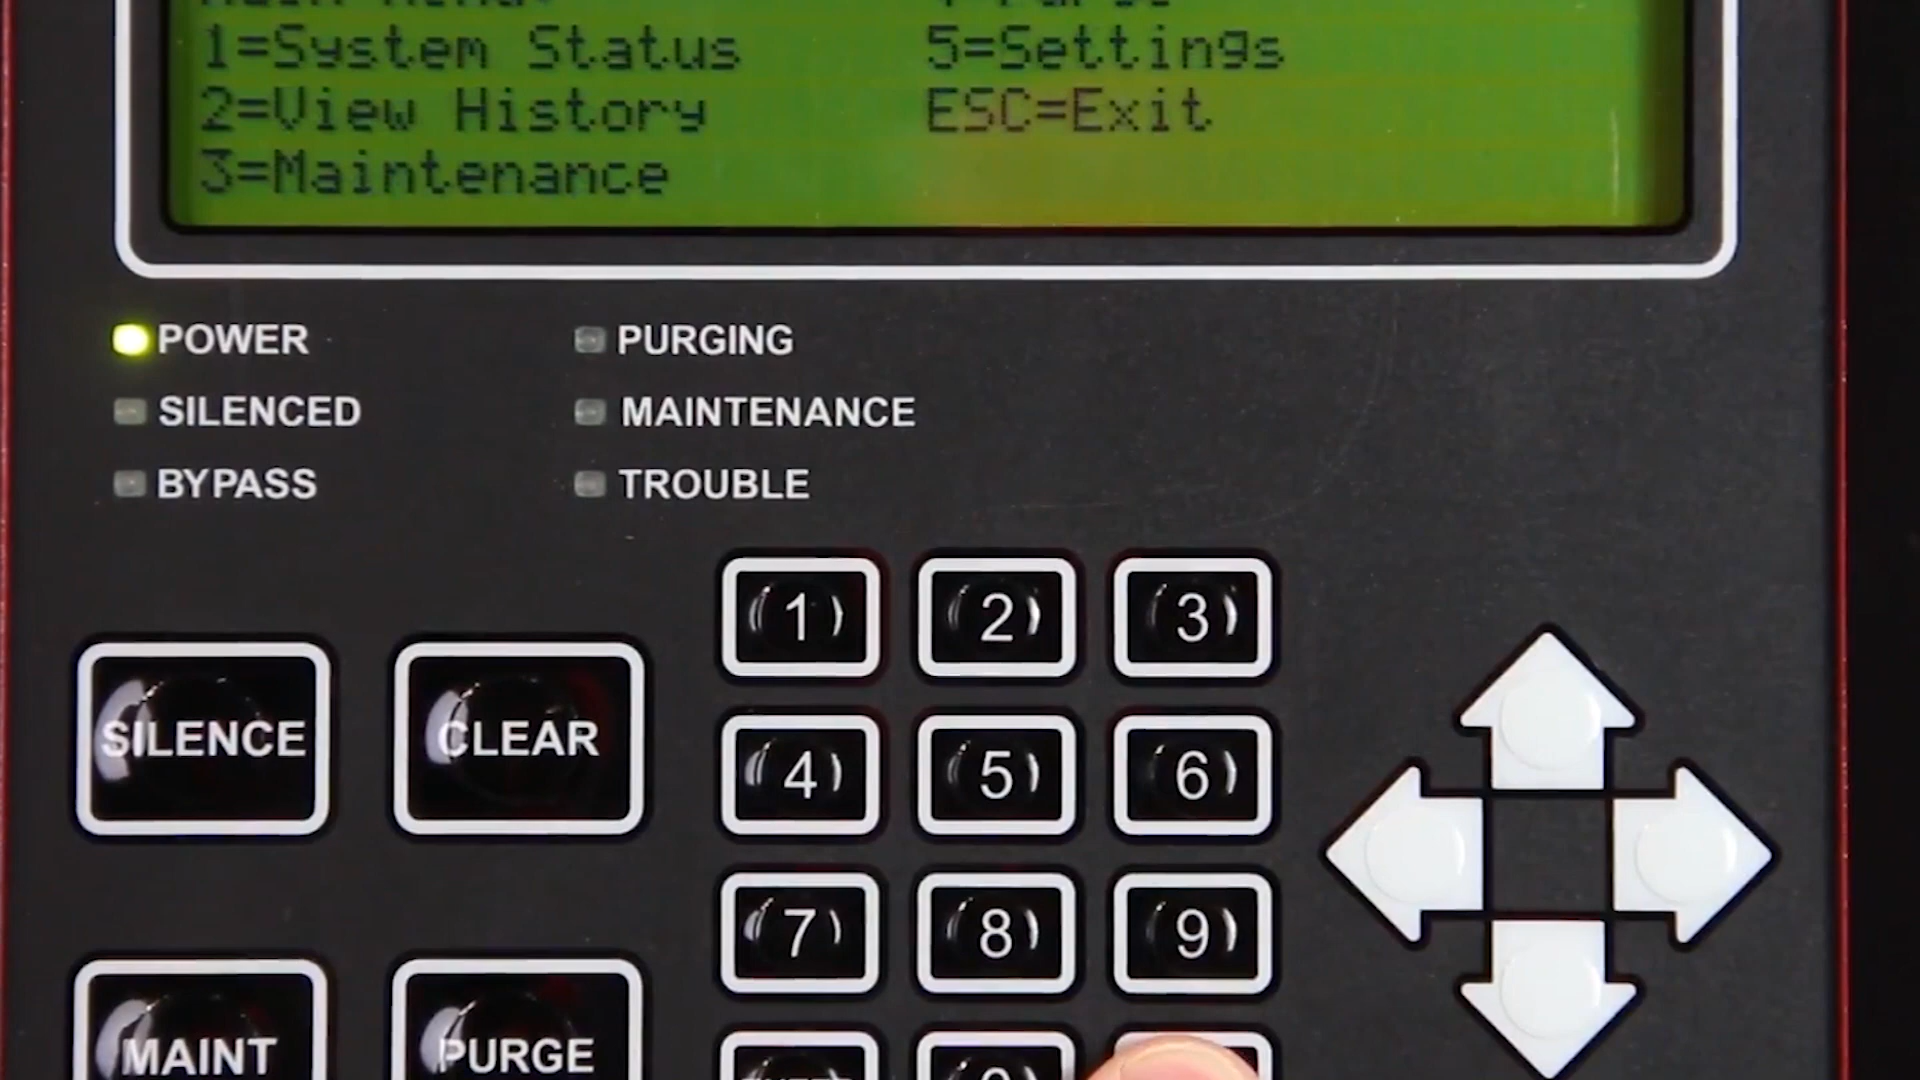 1=System Status
2=View History
3=Maintenance
5=Settings
ESC=Exit
POWER
SILENCED
BYPASS
PURGING
MAINTENANCE
TROUBLE
SILENCE
CLEAR
1
2
3
4
5
6
7
8
9
MAINT
PURGE